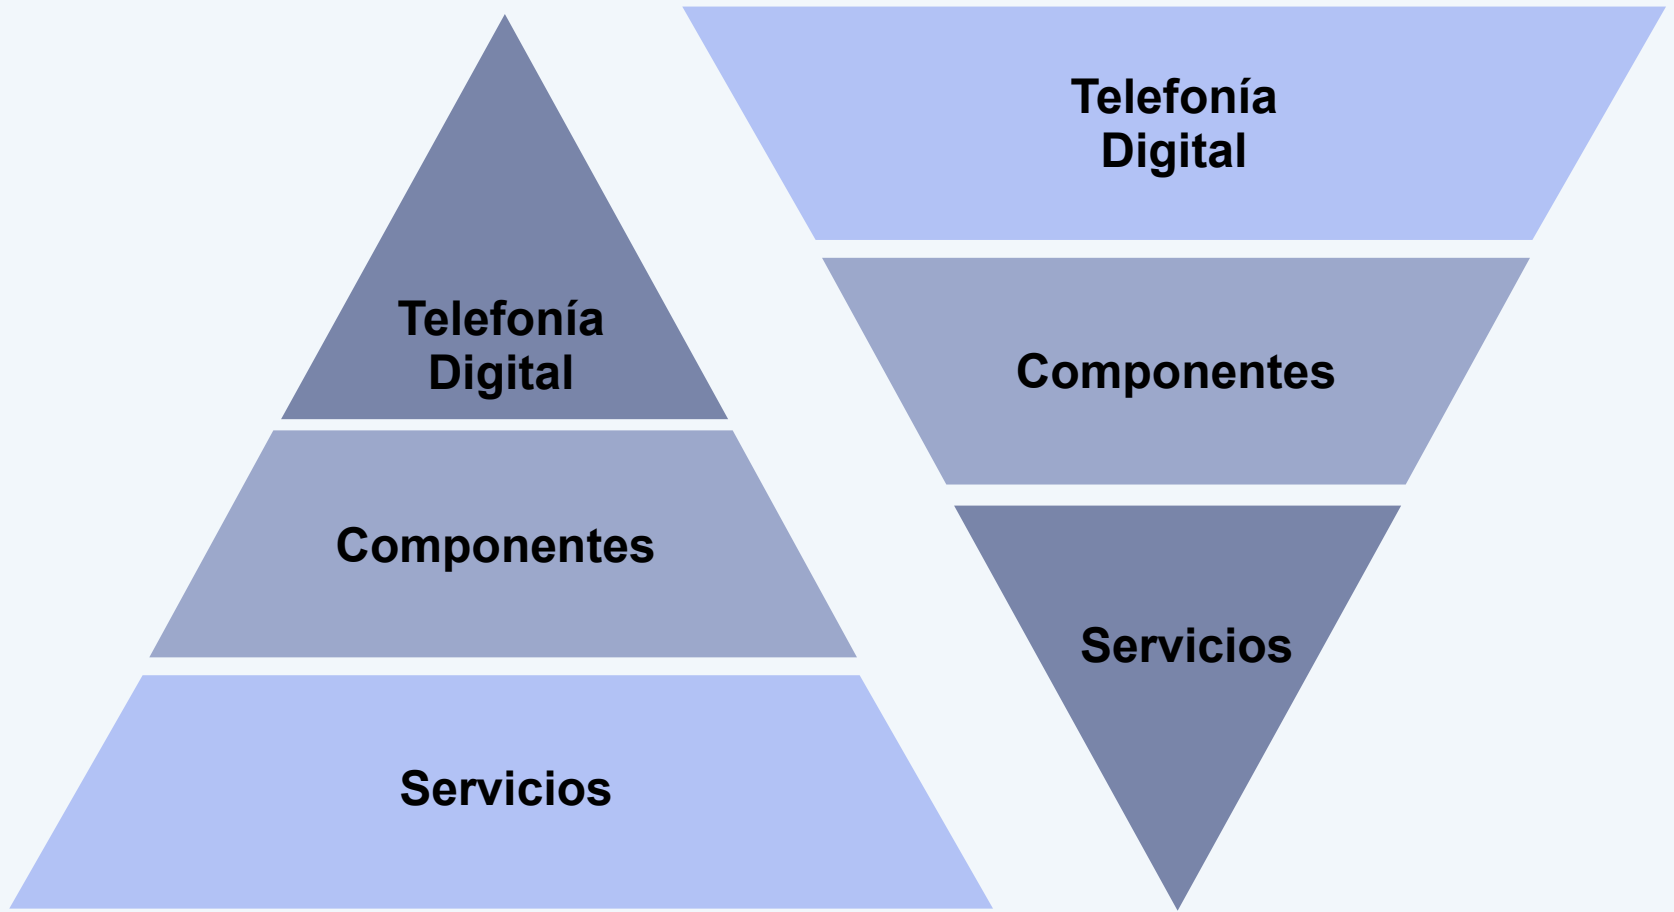 Telefonía
Digital
Componentes
Servicios
Telefonía
Digital
Componentes
Servicios